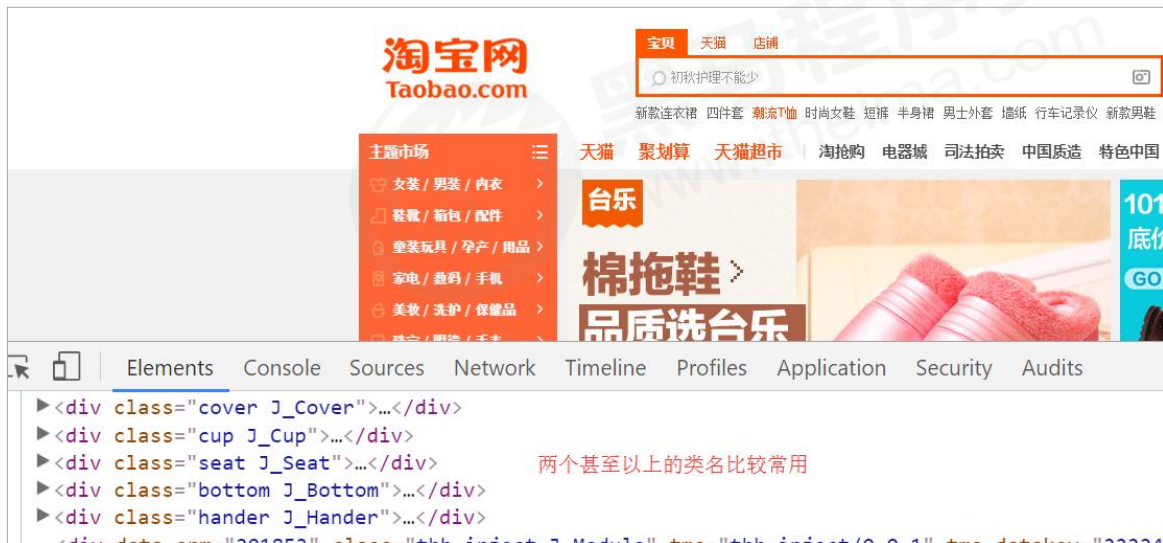 淘宝网
Taobao.com
宝贝 天猫 店铺
初秋护理不能少
新款连衣裙 四件套 潮流T恤 时尚女鞋 短裤 半身裙 男士外套 墙纸 行车记录仪 新款男鞋
主题市场
天猫 聚划算 天猫超市 淘抢购 电器城 司法拍卖 中国质造 特色中国
女装 / 男装 / 内衣 >
鞋靴 / 箱包 / 配件 >
童装玩具 / 孕产 / 用品 >
家电 / 数码 / 手机 >
美妆 / 洗护 / 保健品 >
台乐
棉拖鞋 >
品质选台乐
101
底价
GO
黑马程序
www.itheima.com
Elements Console Sources Network Timeline Profiles Application Security Audits
▶<div class="cover J_Cover">…</div>
▶<div class="cup J_Cup">…</div>
▶<div class="seat J_Seat">…</div> 两个甚至以上的类名比较常用
▶<div class="bottom J_Bottom">…</div>
▶<div class="hander J_Hander">…</div>